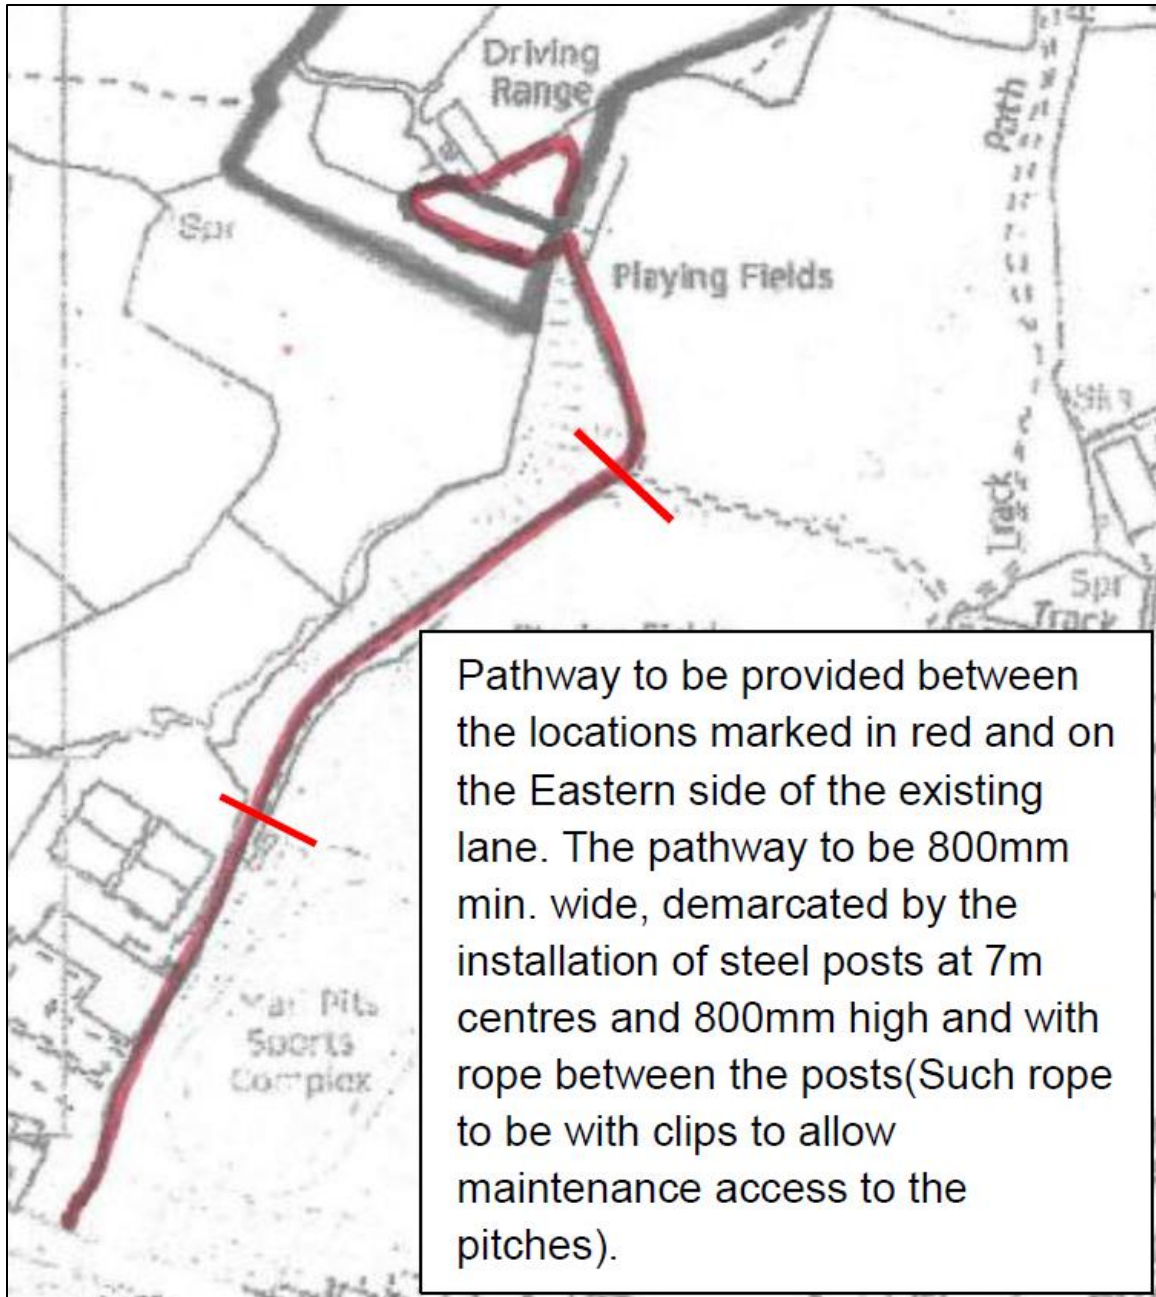 Driving
Range
Path
Spr
Playing Fields
Track
Spr
Track
Pathway to be provided between
the locations marked in red and on
the Eastern side of the existing
lane. The pathway to be 800mm
min. wide, demarcated by the
installation of steel posts at 7m
centres and 800mm high and with
rope between the posts(Such rope
to be with clips to allow
maintenance access to the
pitches).
Pits
Sports
Complex